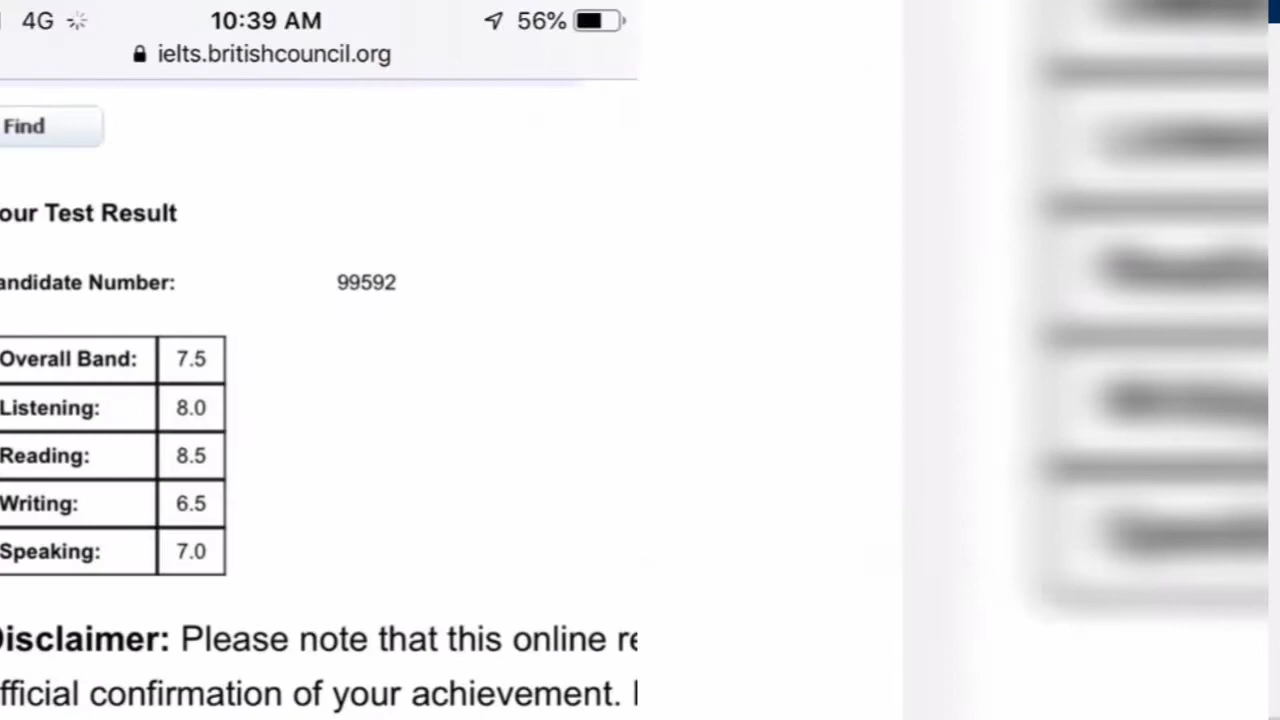 4G 10:39 AM 56%
ielts.britishcouncil.org
Find
our Test Result
andidate Number: 99592
Overall Band: 7.5
Listening: 8.0
Reading: 8.5
Writing: 6.5
Speaking: 7.0
Disclaimer: Please note that this online re
fficial confirmation of your achievement.